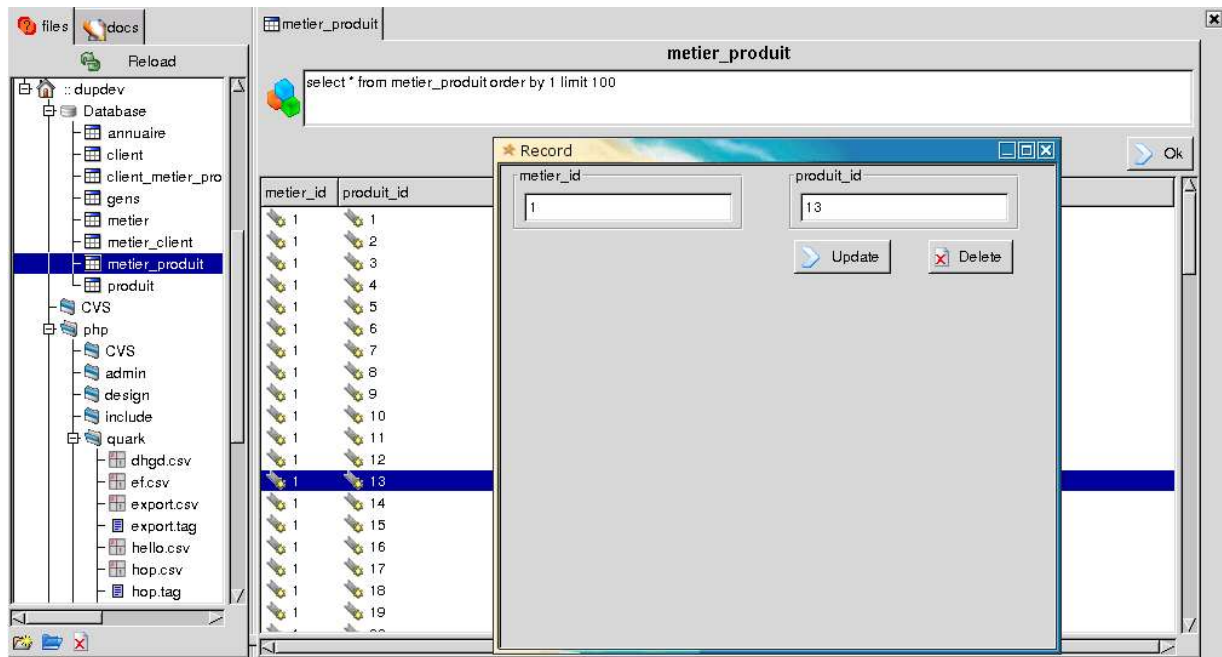 files
docs
Reload
:: dupdev
Database
annuaire
client
client_metier_pro
gens
metier
metier_client
metier_produit
produit
CVS
php
CVS
admin
design
include
quark
dhgd.csv
ef.csv
export.csv
export.tag
hello.csv
hop.csv
hop.tag
metier_produit
metier_produit
select * from metier_produit order by 1 limit 100
Ok
metier_id produit_id
1 1
1 2
1 3
1 4
1 5
1 6
1 7
1 8
1 9
1 10
1 11
1 12
1 13
1 14
1 15
1 16
1 17
1 18
1 19
Record
metier_id
1
produit_id
13
Update
Delete